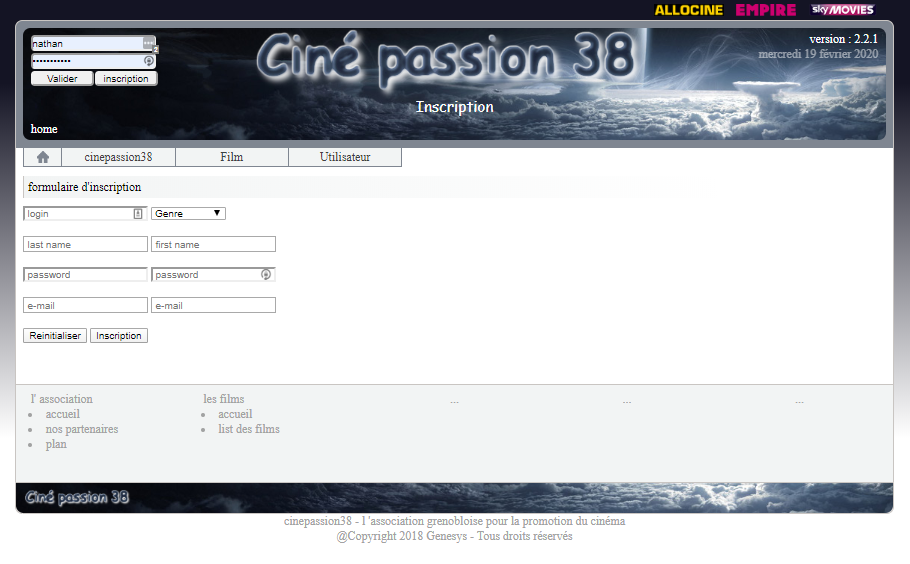 ALLOCINE EMPIRE sky MOVIES
nathan
2
•••••••••••
Valider inscription
Ciné passion 38
version : 2.2.1
mercredi 19 février 2020
Inscription
home
cinepassion38 Film Utilisateur
formulaire d'inscription
login Genre
last name first name
password password
e-mail e-mail
Reinitialiser Inscription
l' association les films ... ... ...
accueil accueil
nos partenaires list des films
plan
Ciné passion 38
cinepassion38 - l 'association grenobloise pour la promotion du cinéma
@Copyright 2018 Genesys - Tous droits réservés